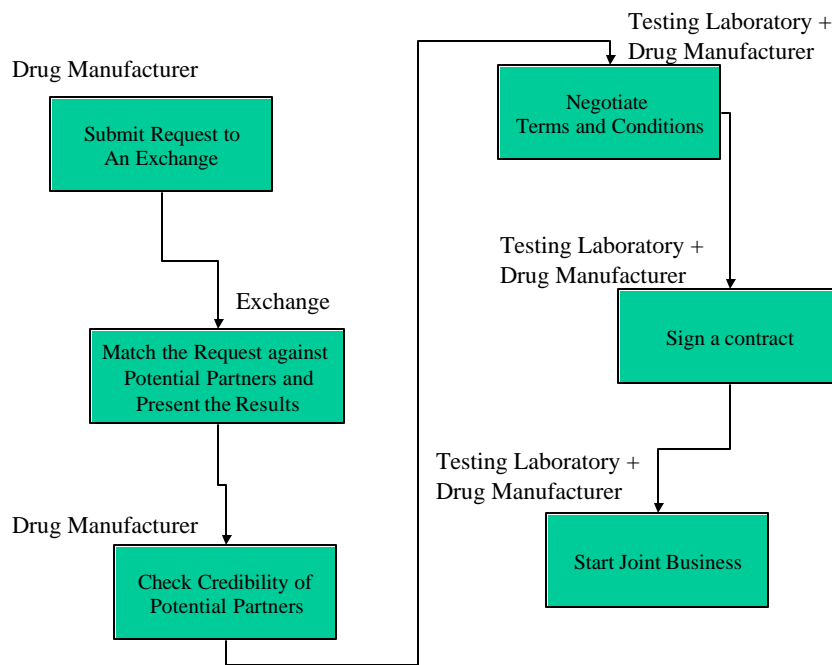 Drug Manufacturer
Submit Request to
An Exchange
Exchange
Match the Request against
Potential Partners and
Present the Results
Drug Manufacturer
Check Credibility of
Potential Partners
Testing Laboratory +
Drug Manufacturer
Negotiate
Terms and Conditions
Testing Laboratory +
Drug Manufacturer
Sign a contract
Testing Laboratory +
Drug Manufacturer
Start Joint Business